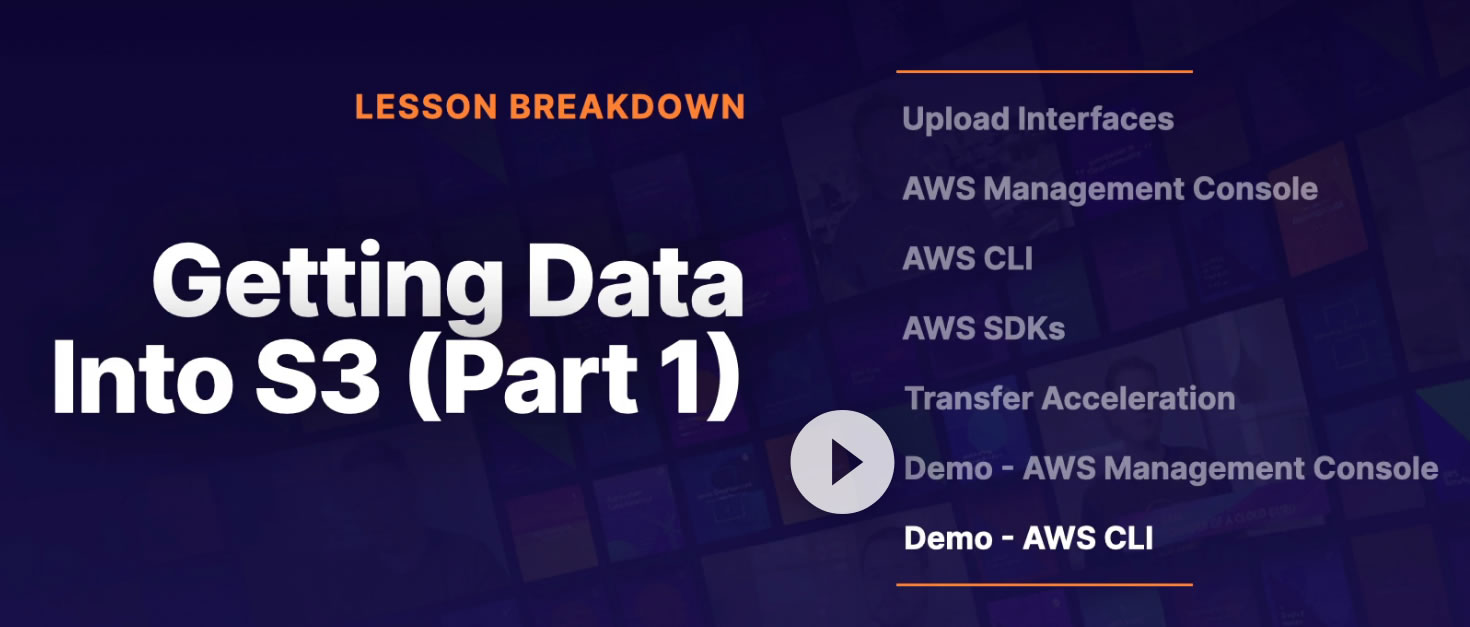 LESSON BREAKDOWN
Getting Data
Into S3 (Part 1)
Upload Interfaces
AWS Management Console
AWS CLI
AWS SDKs
Transfer Acceleration
Demo - AWS Management Console
Demo - AWS CLI